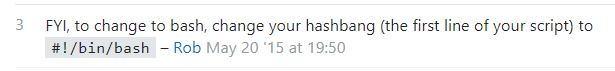 3 FYI, to change to bash, change your hashbang (the first line of your script) to
#!/bin/bash – Rob May 20 '15 at 19:50